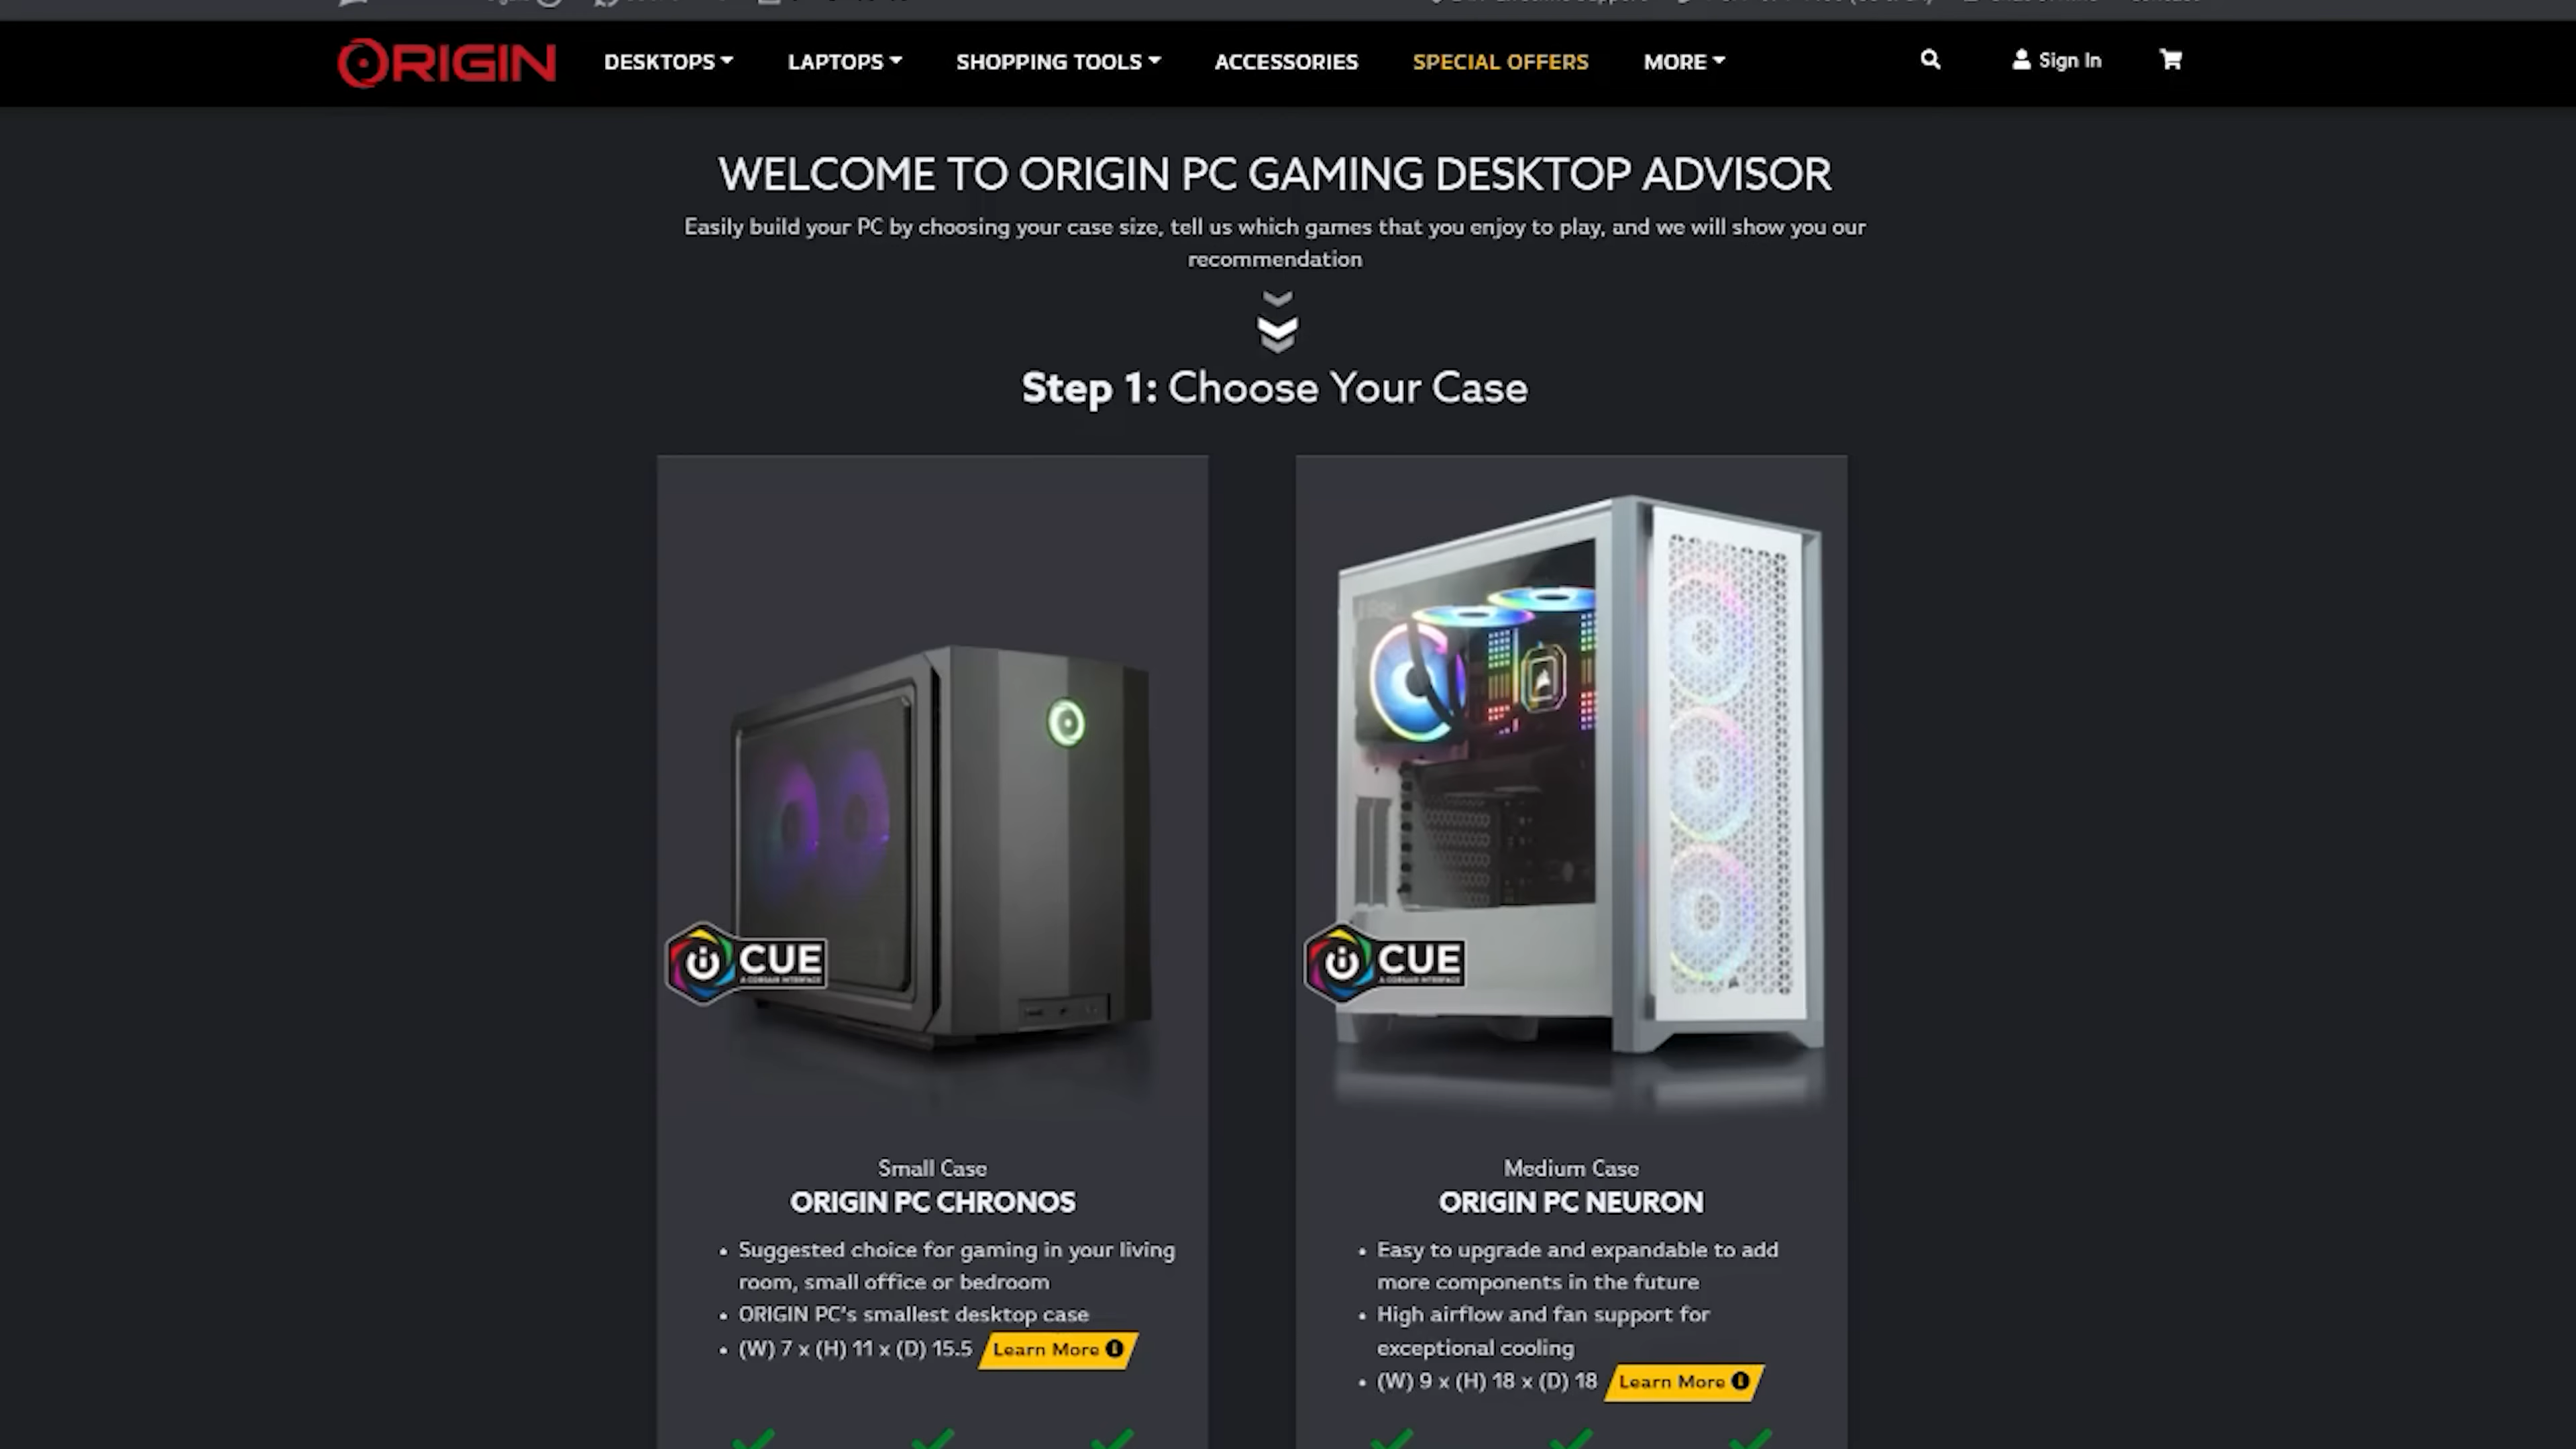 ORIGIN
DESKTOPS
LAPTOPS
SHOPPING TOOLS
ACCESSORIES
SPECIAL OFFERS
MORE
Sign In
WELCOME TO ORIGIN PC GAMING DESKTOP ADVISOR
Easily build your PC by choosing your case size, tell us which games that you enjoy to play, and we will show you our
recommendation
Step 1: Choose Your Case
CUE
A CORSAIR INTERFACE
Small Case
ORIGIN PC CHRONOS
• Suggested choice for gaming in your living
room, small office or bedroom
• ORIGIN PC's smallest desktop case
• (W) 7 x (H) 11 x (D) 15.5 Learn More
CUE
A CORSAIR INTERFACE
Medium Case
ORIGIN PC NEURON
• Easy to upgrade and expandable to add
more components in the future
• High airflow and fan support for
exceptional cooling
• (W) 9 x (H) 18 x (D) 18 Learn More